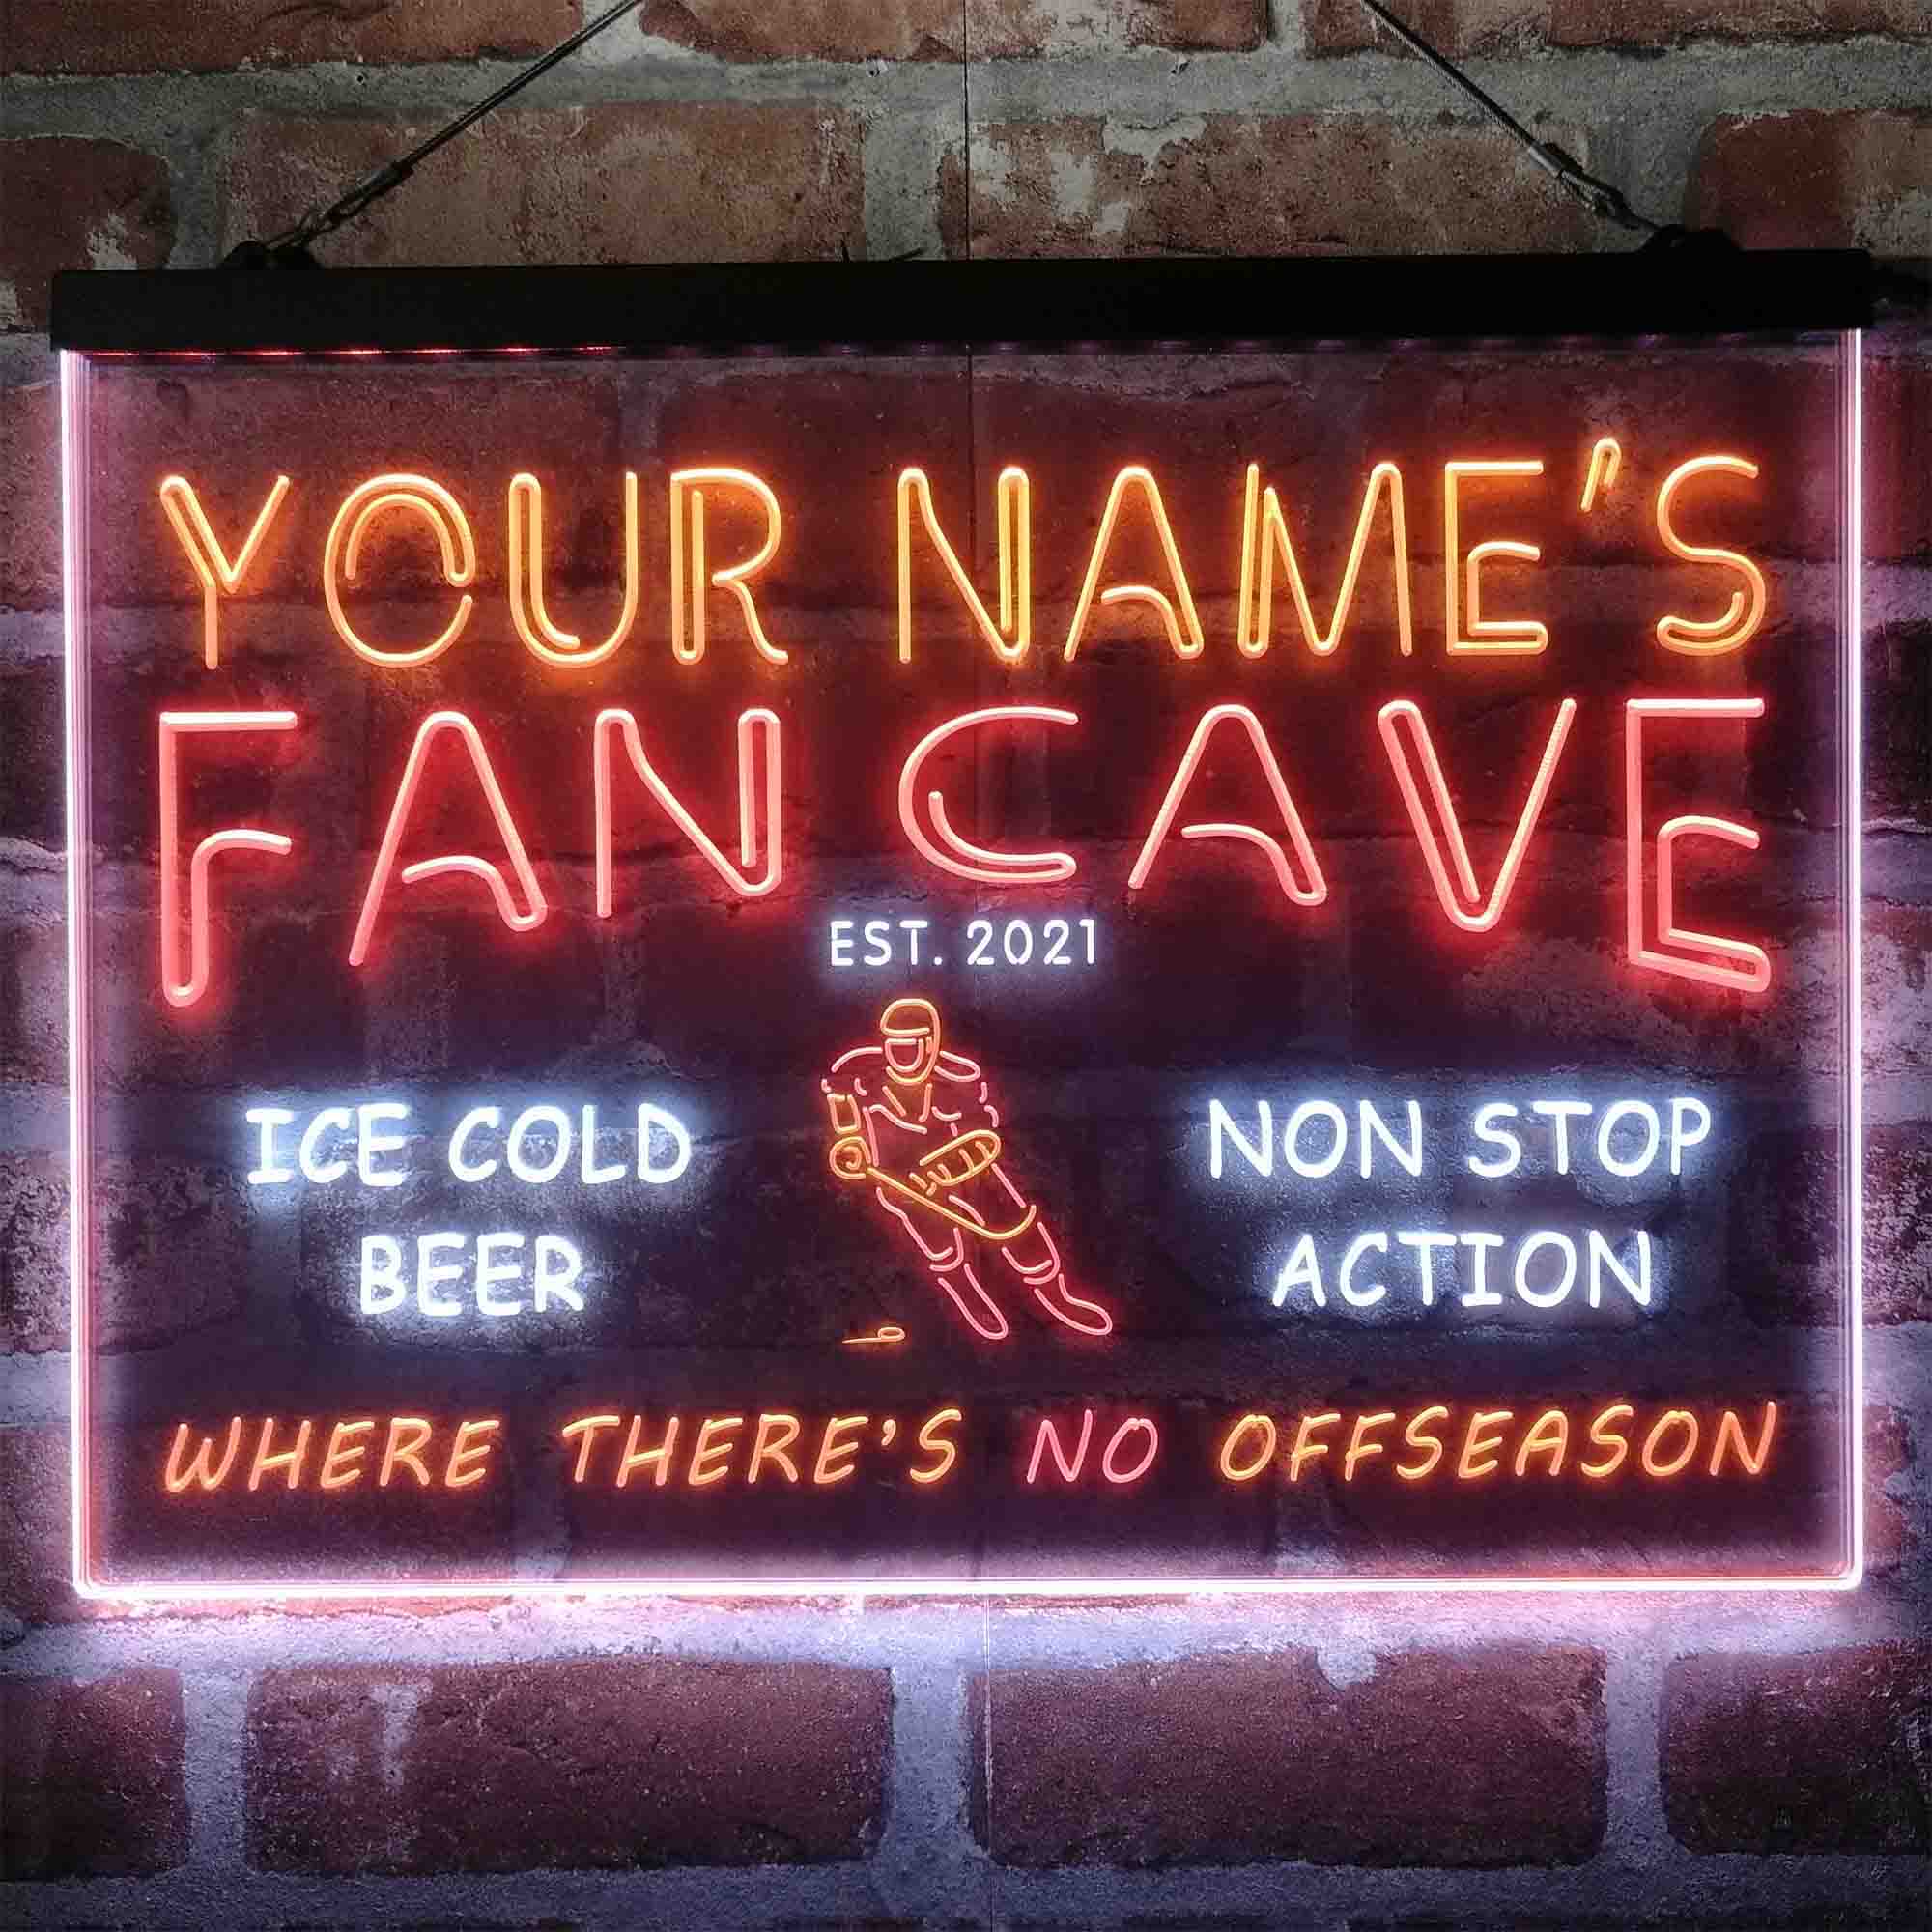 YOUR NAME'S
FAN CAVE
EST. 2021
ICE COLD
BEER
NON STOP
ACTION
WHERE THERE'S NO OFFSEASON